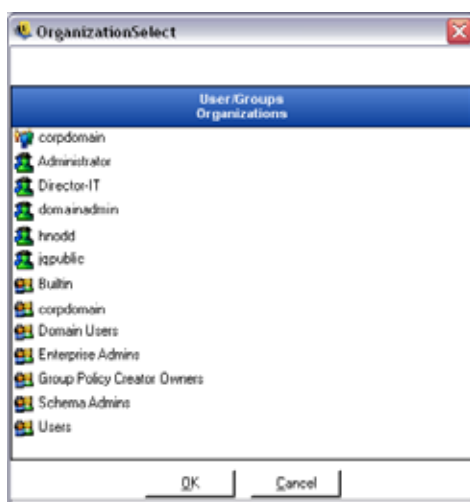 OrganizationSelect
User/Groups
Organizations
corpdomain
Administrator
Director-IT
domainadmin
hnodd
jqpublic
Builtin
corpdomain
Domain Users
Enterprise Admins
Group Policy Creator Owners
Schema Admins
Users
OK Cancel